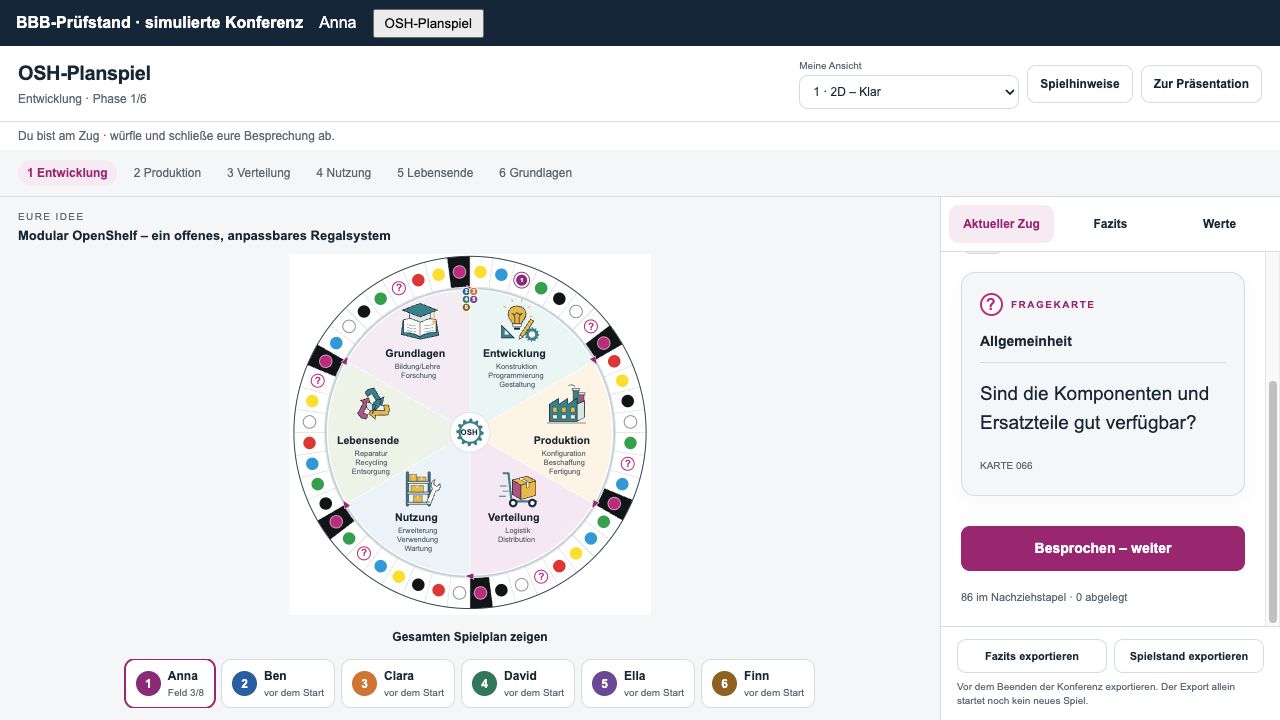 BBB-Prüfstand · simulierte Konferenz
Anna
OSH-Planspiel
OSH-Planspiel
Entwicklung · Phase 1/6
Meine Ansicht
1 · 2D – Klar
Spielhinweise
Zur Präsentation
Du bist am Zug · würfle und schließe eure Besprechung ab.
1 Entwicklung
2 Produktion
3 Verteilung
4 Nutzung
5 Lebensende
6 Grundlagen
EURE IDEE
Modular OpenShelf – ein offenes, anpassbares Regalsystem
Grundlagen
Bildung/Lehre
Forschung
Entwicklung
Konstruktion
Programmierung
Gestaltung
Lebensende
Reparatur
Recycling
Entsorgung
OSH
Produktion
Konfiguration
Beschaffung
Fertigung
Nutzung
Erweiterung
Verwendung
Wartung
Verteilung
Logistik
Distribution
Gesamten Spielplan zeigen
1
Anna
Feld 3/8
2
Ben
vor dem Start
3
Clara
vor dem Start
4
David
vor dem Start
5
Ella
vor dem Start
6
Finn
vor dem Start
Aktueller Zug
Fazits
Werte
?
FRAGEKARTE
Allgemeinheit
Sind die Komponenten und
Ersatzteile gut verfügbar?
KARTE 066
Besprochen – weiter
86 im Nachziehstapel · 0 abgelegt
Fazits exportieren
Spielstand exportieren
Vor dem Beenden der Konferenz exportieren. Der Export allein
startet noch kein neues Spiel.